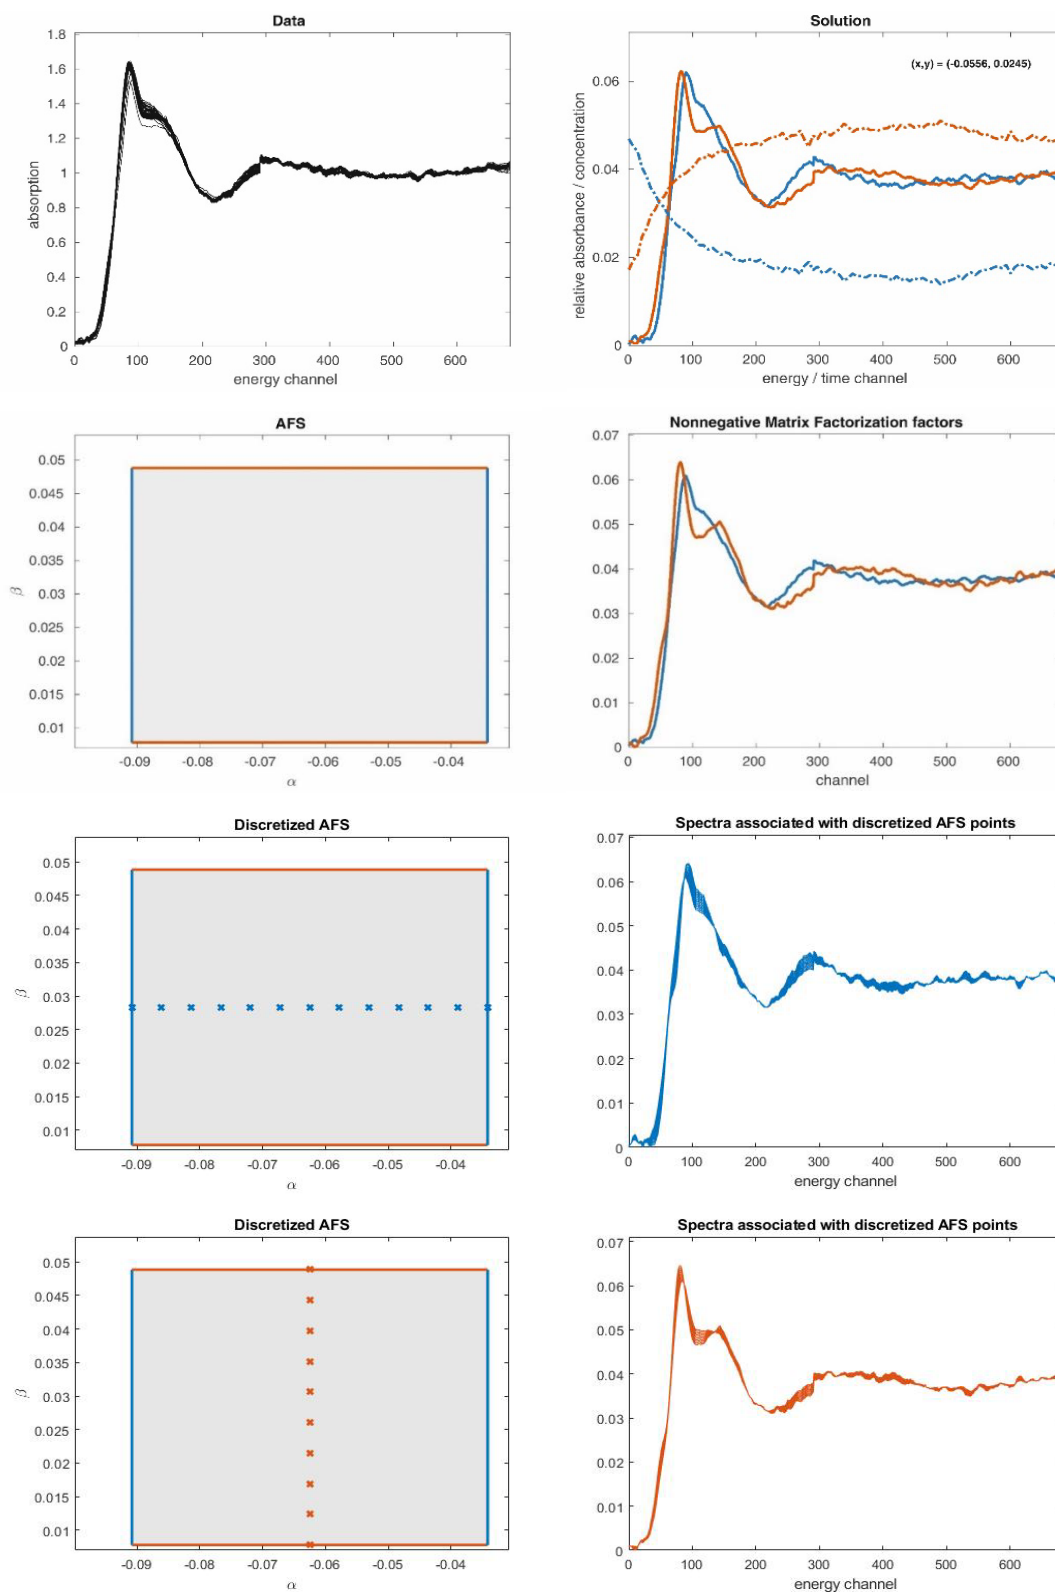 Data
1.8
1.6
1.4
1.2
1.0
0.8
0.6
0.4
0.2
0
absorption
0 100 200 300 400 500 600
energy channel
Solution
(x,y) = (-0.0556, 0.0245)
0.06
0.04
0.02
0
relative absorbance / concentration
0 100 200 300 400 500 600
energy / time channel
AFS
0.05
0.045
0.04
0.035
0.03
0.025
0.02
0.015
0.01
β
-0.09 -0.08 -0.07 -0.06 -0.05 -0.04
α
Nonnegative Matrix Factorization factors
0.07
0.06
0.05
0.04
0.03
0.02
0.01
0
0 100 200 300 400 500 600
channel
Discretized AFS
0.05
0.045
0.04
0.035
0.03
0.025
0.02
0.015
0.01
β
-0.09 -0.08 -0.07 -0.06 -0.05 -0.04
α
Spectra associated with discretized AFS points
0.07
0.06
0.05
0.04
0.03
0.02
0.01
0
0 100 200 300 400 500 600
energy channel
Discretized AFS
0.05
0.045
0.04
0.035
0.03
0.025
0.02
0.015
0.01
β
-0.09 -0.08 -0.07 -0.06 -0.05 -0.04
α
Spectra associated with discretized AFS points
0.07
0.06
0.05
0.04
0.03
0.02
0.01
0
0 100 200 300 400 500 600
energy channel